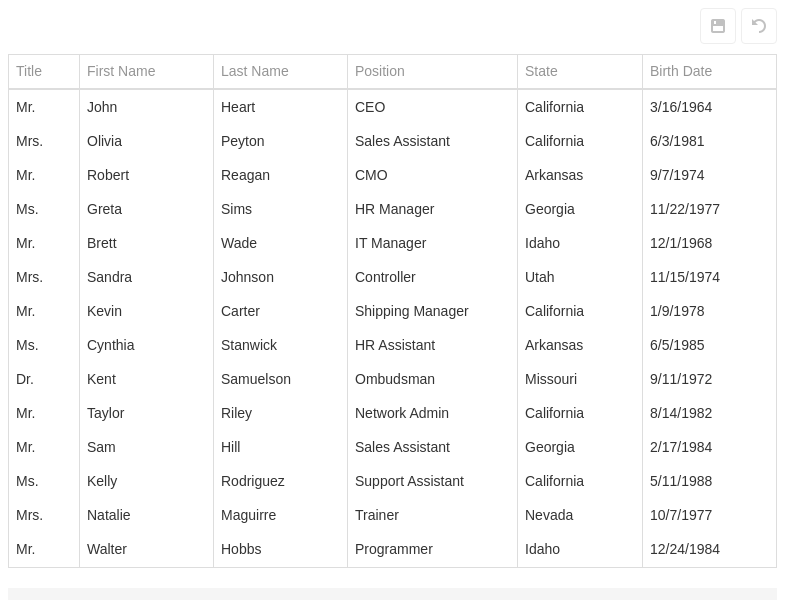 Title First Name Last Name Position State Birth Date
Mr. John Heart CEO California 3/16/1964
Mrs. Olivia Peyton Sales Assistant California 6/3/1981
Mr. Robert Reagan CMO Arkansas 9/7/1974
Ms. Greta Sims HR Manager Georgia 11/22/1977
Mr. Brett Wade IT Manager Idaho 12/1/1968
Mrs. Sandra Johnson Controller Utah 11/15/1974
Mr. Kevin Carter Shipping Manager California 1/9/1978
Ms. Cynthia Stanwick HR Assistant Arkansas 6/5/1985
Dr. Kent Samuelson Ombudsman Missouri 9/11/1972
Mr. Taylor Riley Network Admin California 8/14/1982
Mr. Sam Hill Sales Assistant Georgia 2/17/1984
Ms. Kelly Rodriguez Support Assistant California 5/11/1988
Mrs. Natalie Maguirre Trainer Nevada 10/7/1977
Mr. Walter Hobbs Programmer Idaho 12/24/1984